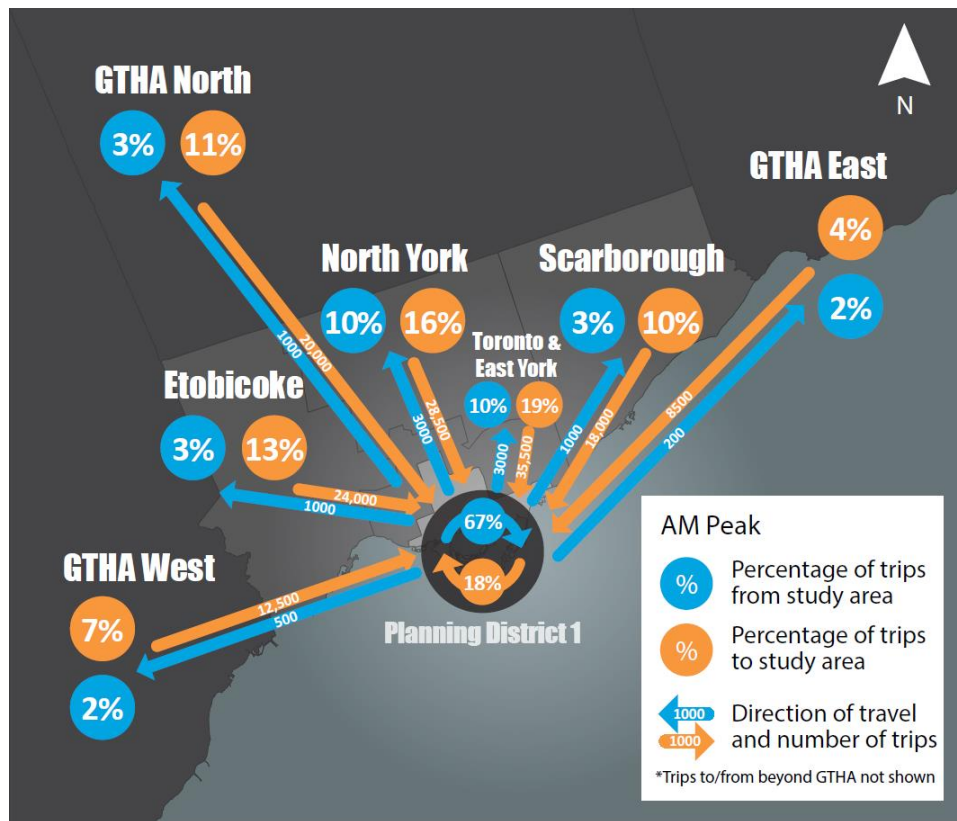 GTHA North
3%
11%
N
GTHA East
4%
2%
North York
10%
16%
Scarborough
3%
10%
Toronto &
East York
10%
19%
Etobicoke
3%
13%
GTHA West
7%
2%
20,000
1000
28,500
3000
35,500
3000
1000
18,000
8500
200
24,000
1000
12,500
500
67%
18%
Planning District 1
AM Peak
%
Percentage of trips
from study area
%
Percentage of trips
to study area
1000
1000
Direction of travel
and number of trips
*Trips to/from beyond GTHA not shown